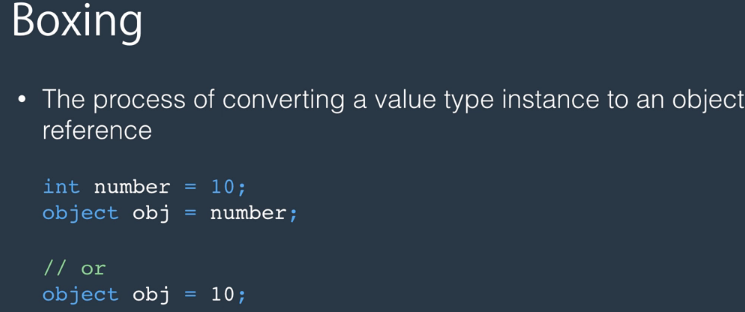 Boxing
• The process of converting a value type instance to an object
reference
int number = 10;
object obj = number;
// or
object obj = 10;